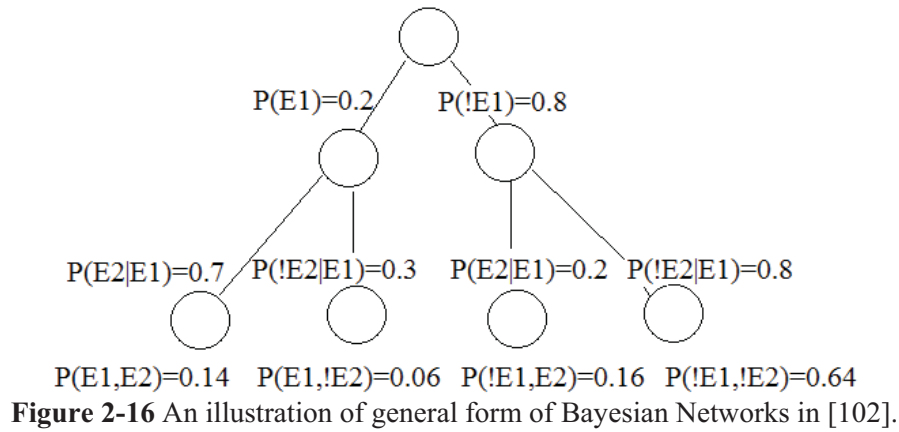 P(E1)=0.2 P(!E1)=0.8
P(E2|E1)=0.7 P(!E2|E1)=0.3 P(E2|E1)=0.2 P(!E2|E1)=0.8
P(E1,E2)=0.14 P(E1,!E2)=0.06 P(!E1,E2)=0.16 P(!E1,!E2)=0.64
Figure 2-16 An illustration of general form of Bayesian Networks in [102].